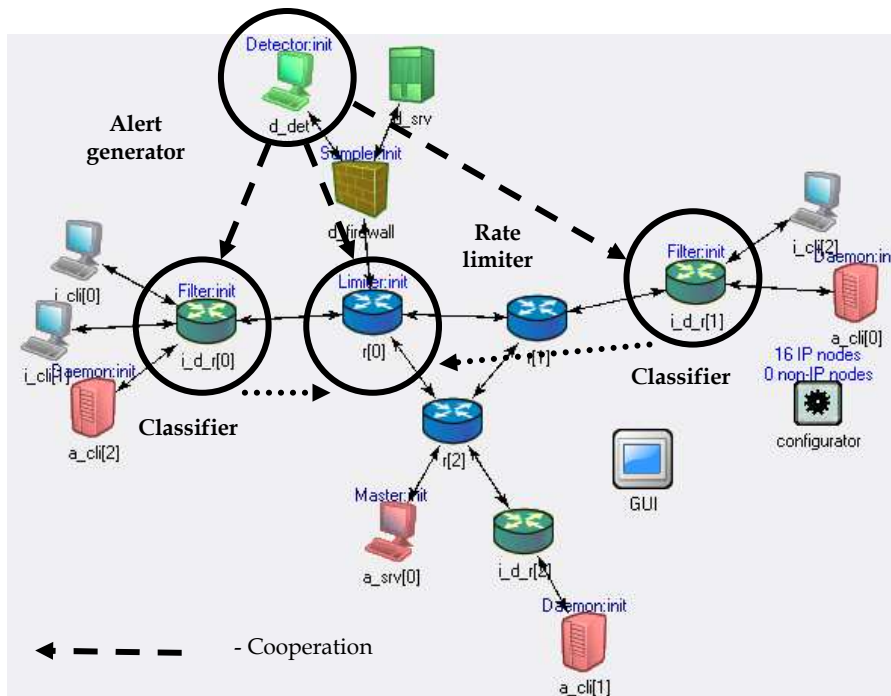 Detector:init
d_det
d_srv
Alert
generator
Sampler:init
d_firewall
Rate
limiter
i_cli[2]
Filter:init
Daemon:in
i_cli[0]
Filter:init
Limiter:init
i_d_r[1]
a_cli[0]
i_cli[1]
i_d_r[0]
r[0]
r[1]
16 IP nodes
0 non-IP nodes
Daemon:init
Classifier
Classifier
a_cli[2]
r[2]
configurator
GUI
Master:init
a_srv[0]
i_d_r[2]
Daemon:init
- Cooperation
a_cli[1]